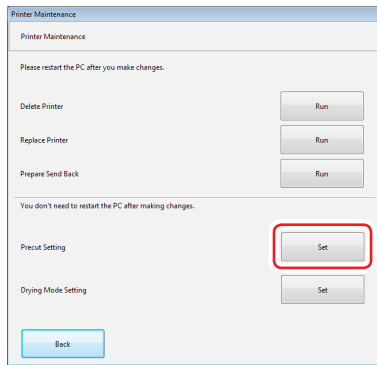 Printer Maintenance
Printer Maintenance
Please restart the PC after you make changes.
Delete Printer Run
Replace Printer Run
Prepare Send Back Run
You don't need to restart the PC after making changes.
Precut Setting Set
Drying Mode Setting Set
Back